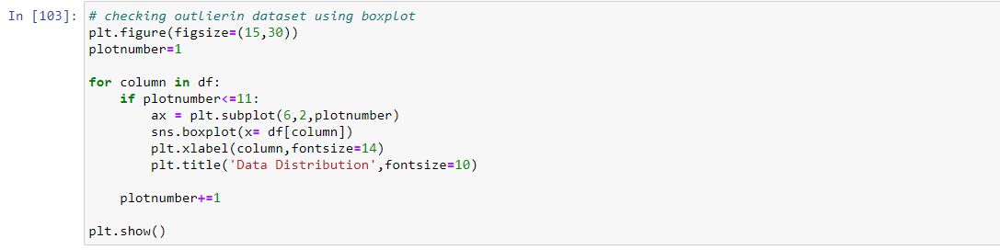 In [103]: # checking outlierin dataset using boxplot
plt.figure(figsize=(15,30))
plotnumber=1
for column in df:
    if plotnumber<=11:
        ax = plt.subplot(6,2,plotnumber)
        sns.boxplot(x= df[column])
        plt.xlabel(column,fontsize=14)
        plt.title('Data Distribution',fontsize=10)
    plotnumber+=1
plt.show()